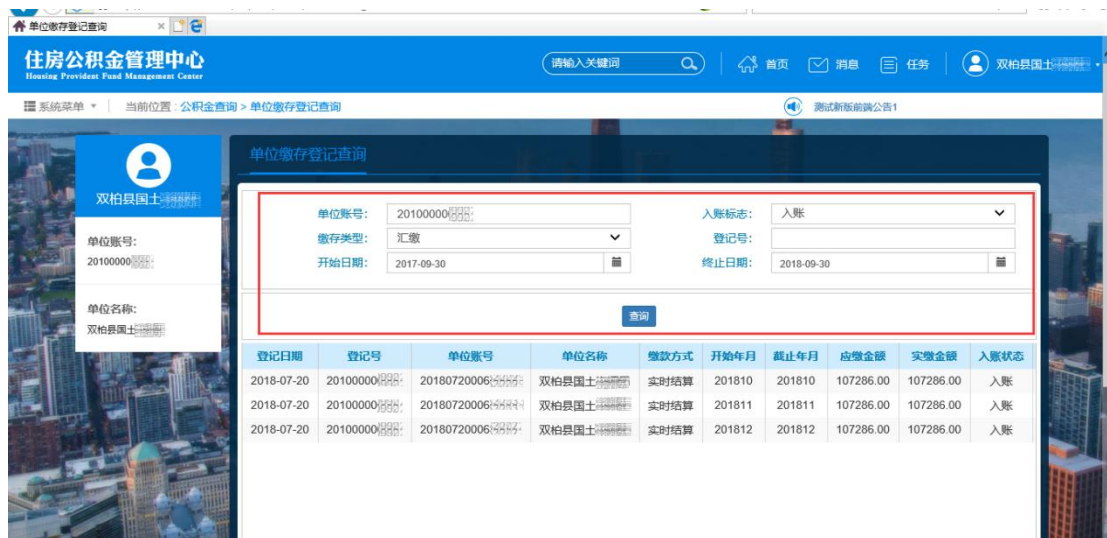 单位缴存登记查询
住房公积金管理中心
Housing Provident Fund Management Center
请输入关键词
首页 消息 任务 双柏县国土
系统菜单 当前位置 : 公积金查询 > 单位缴存登记查询 测试新版前端公告1
双柏县国土
单位账号:
20100000
单位名称:
双柏县国土
单位缴存登记查询
单位账号: 20100000 入账标志: 入账
缴存类型: 汇缴 登记号:
开始日期: 2017-09-30 终止日期: 2018-09-30
查询
登记日期 登记号 单位账号 单位名称 缴款方式 开始年月 截止年月 应缴金额 实缴金额 入账状态
2018-07-20 20100000 20180720006 双柏县国土 实时结算 201810 201810 107286.00 107286.00 入账
2018-07-20 20100000 20180720006 双柏县国土 实时结算 201811 201811 107286.00 107286.00 入账
2018-07-20 20100000 20180720006 双柏县国土 实时结算 201812 201812 107286.00 107286.00 入账